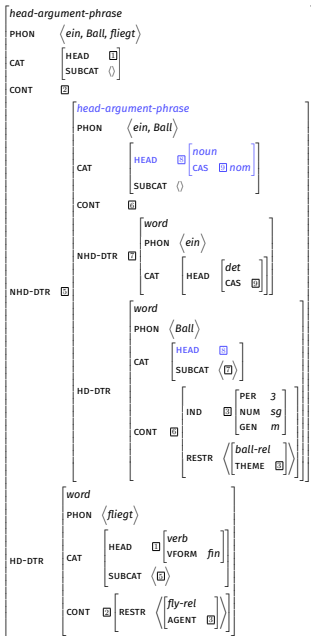 head-argument-phrase
PHON ⟨ein, Ball, fliegt⟩
CAT HEAD 1
SUBCAT ⟨⟩
CONT 2
head-argument-phrase
PHON ⟨ein, Ball⟩
CAT HEAD 8 noun
CAS 9 nom
SUBCAT ⟨⟩
CONT 6
NHD-DTR 5
NHD-DTR 7
word
PHON ⟨ein⟩
CAT HEAD det
CAS 9
HD-DTR
word
PHON ⟨Ball⟩
CAT HEAD 8
SUBCAT ⟨7⟩
CONT 6
IND 3
PER 3
NUM sg
GEN m
RESTR ⟨ball-rel
THEME 3⟩
HD-DTR
word
PHON ⟨fliegt⟩
CAT HEAD 1 verb
VFORM fin
SUBCAT ⟨5⟩
CONT 2 RESTR ⟨fly-rel
AGENT 3⟩